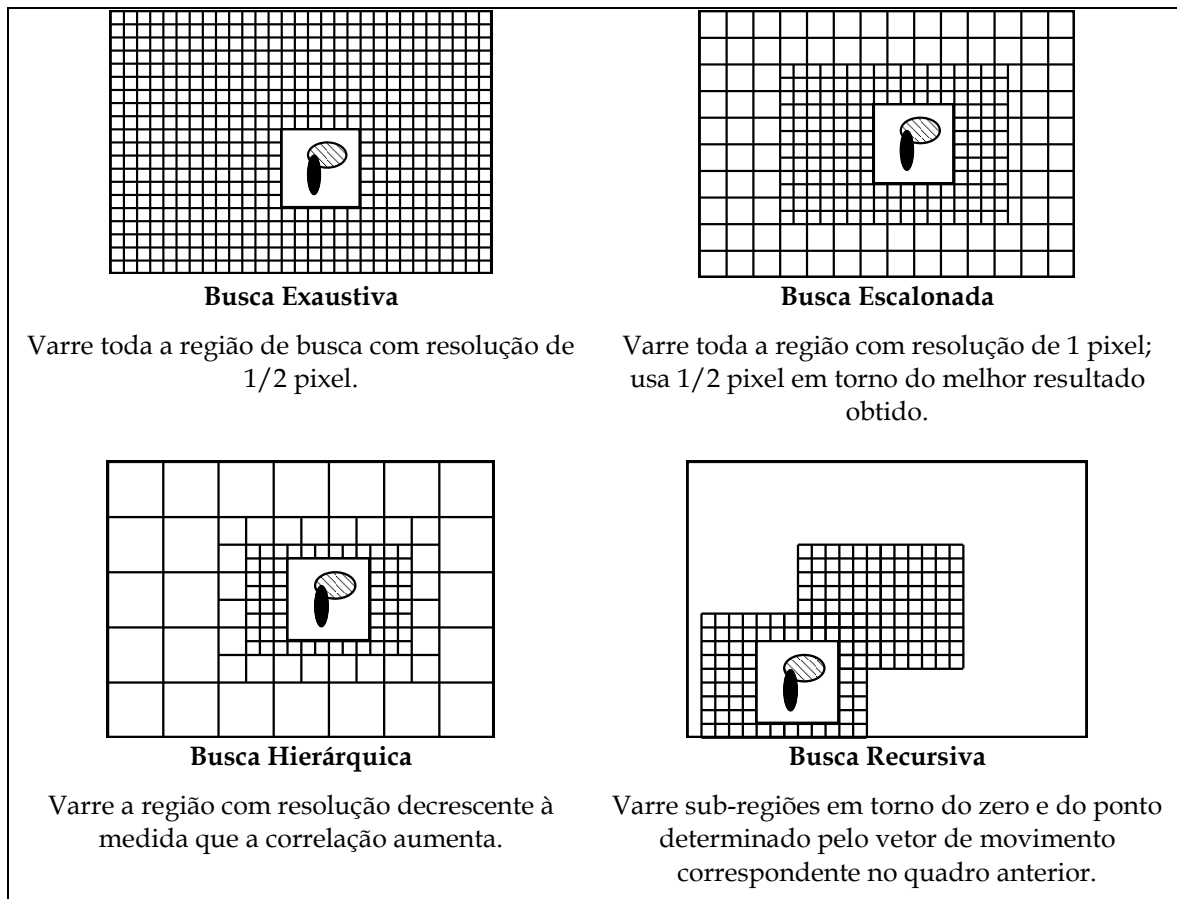 Busca Exaustiva
Varre toda a região de busca com resolução de
1/2 pixel.
Busca Escalonada
Varre toda a região com resolução de 1 pixel;
usa 1/2 pixel em torno do melhor resultado
obtido.
Busca Hierárquica
Varre a região com resolução decrescente à
medida que a correlação aumenta.
Busca Recursiva
Varre sub-regiões em torno do zero e do ponto
determinado pelo vetor de movimento
correspondente no quadro anterior.